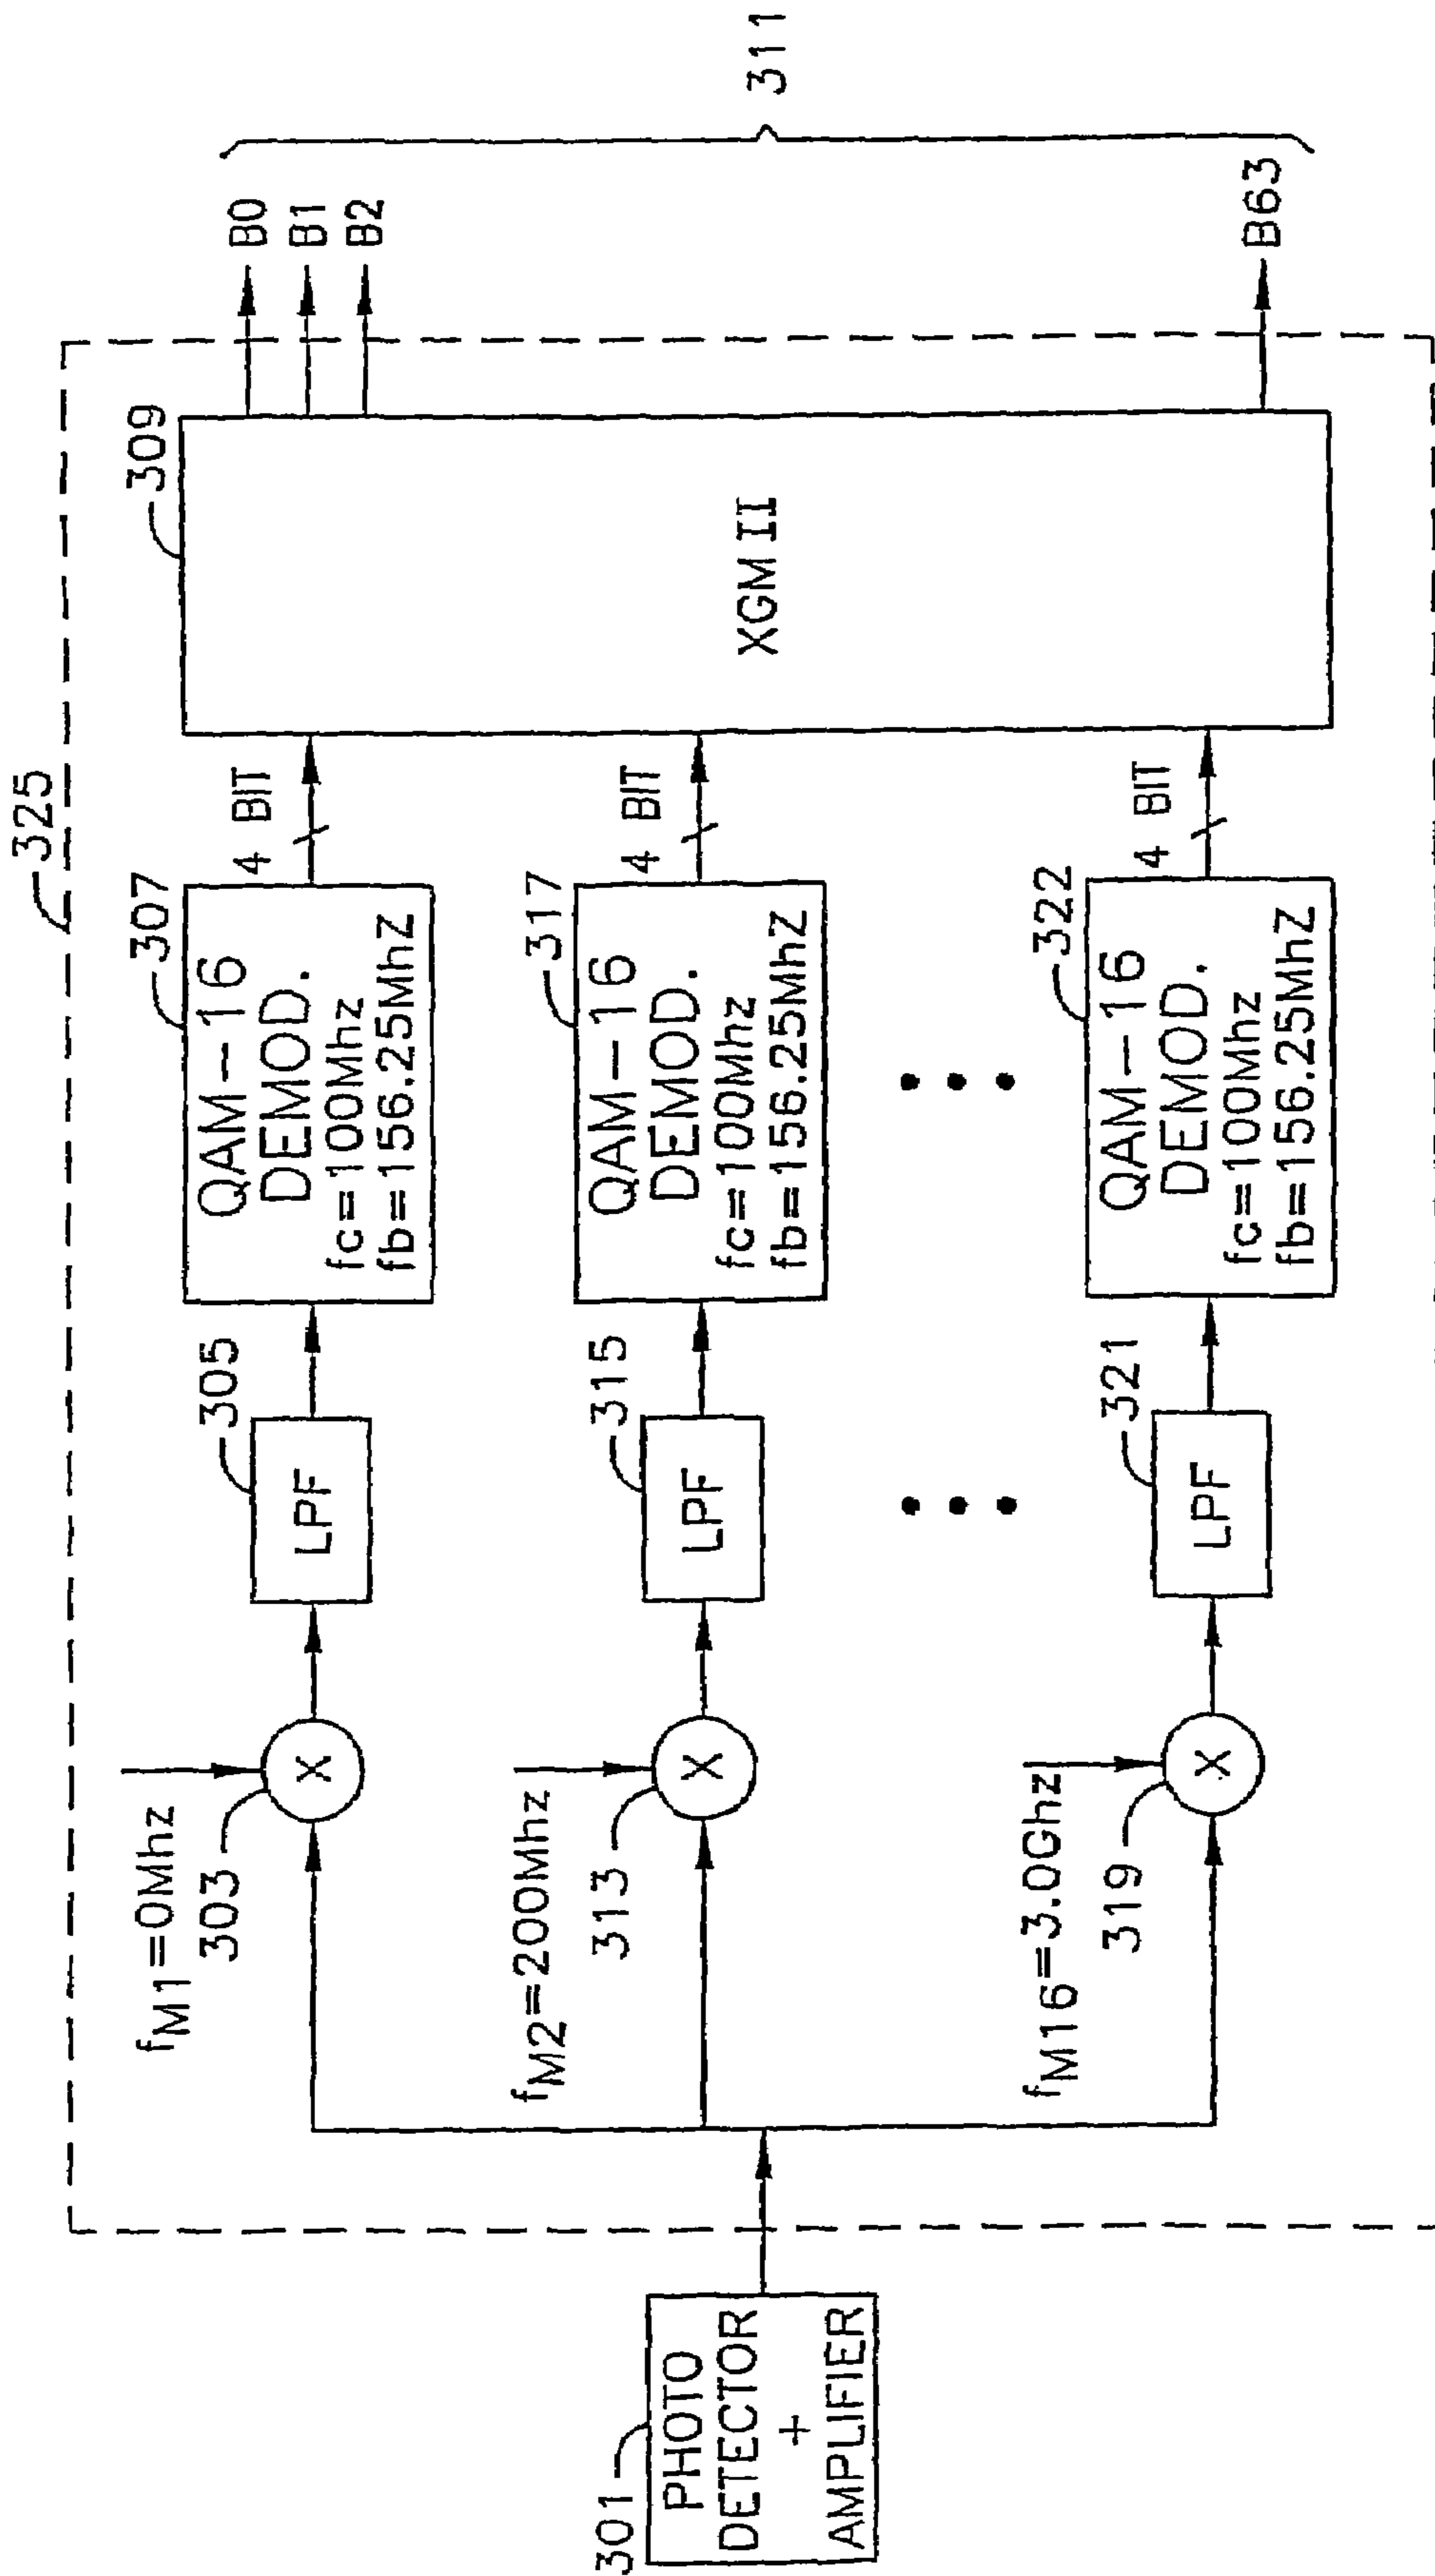 325
301
PHOTO
DETECTOR
+
AMPLIFIER
fM1=0Mhz
303
X
305
LPF
307
QAM-16
DEMOD.
fc=100Mhz
fb=156.25MhZ
4 BIT
fM2=200Mhz
313
X
315
LPF
317
QAM-16
DEMOD.
fc=100Mhz
fb=156.25MhZ
4 BIT
fM16=3.0Ghz
319
X
321
LPF
322
QAM-16
DEMOD.
fc=100Mhz
fb=156.25MhZ
4 BIT
309
XGMII
B0
B1
B2
B63
311